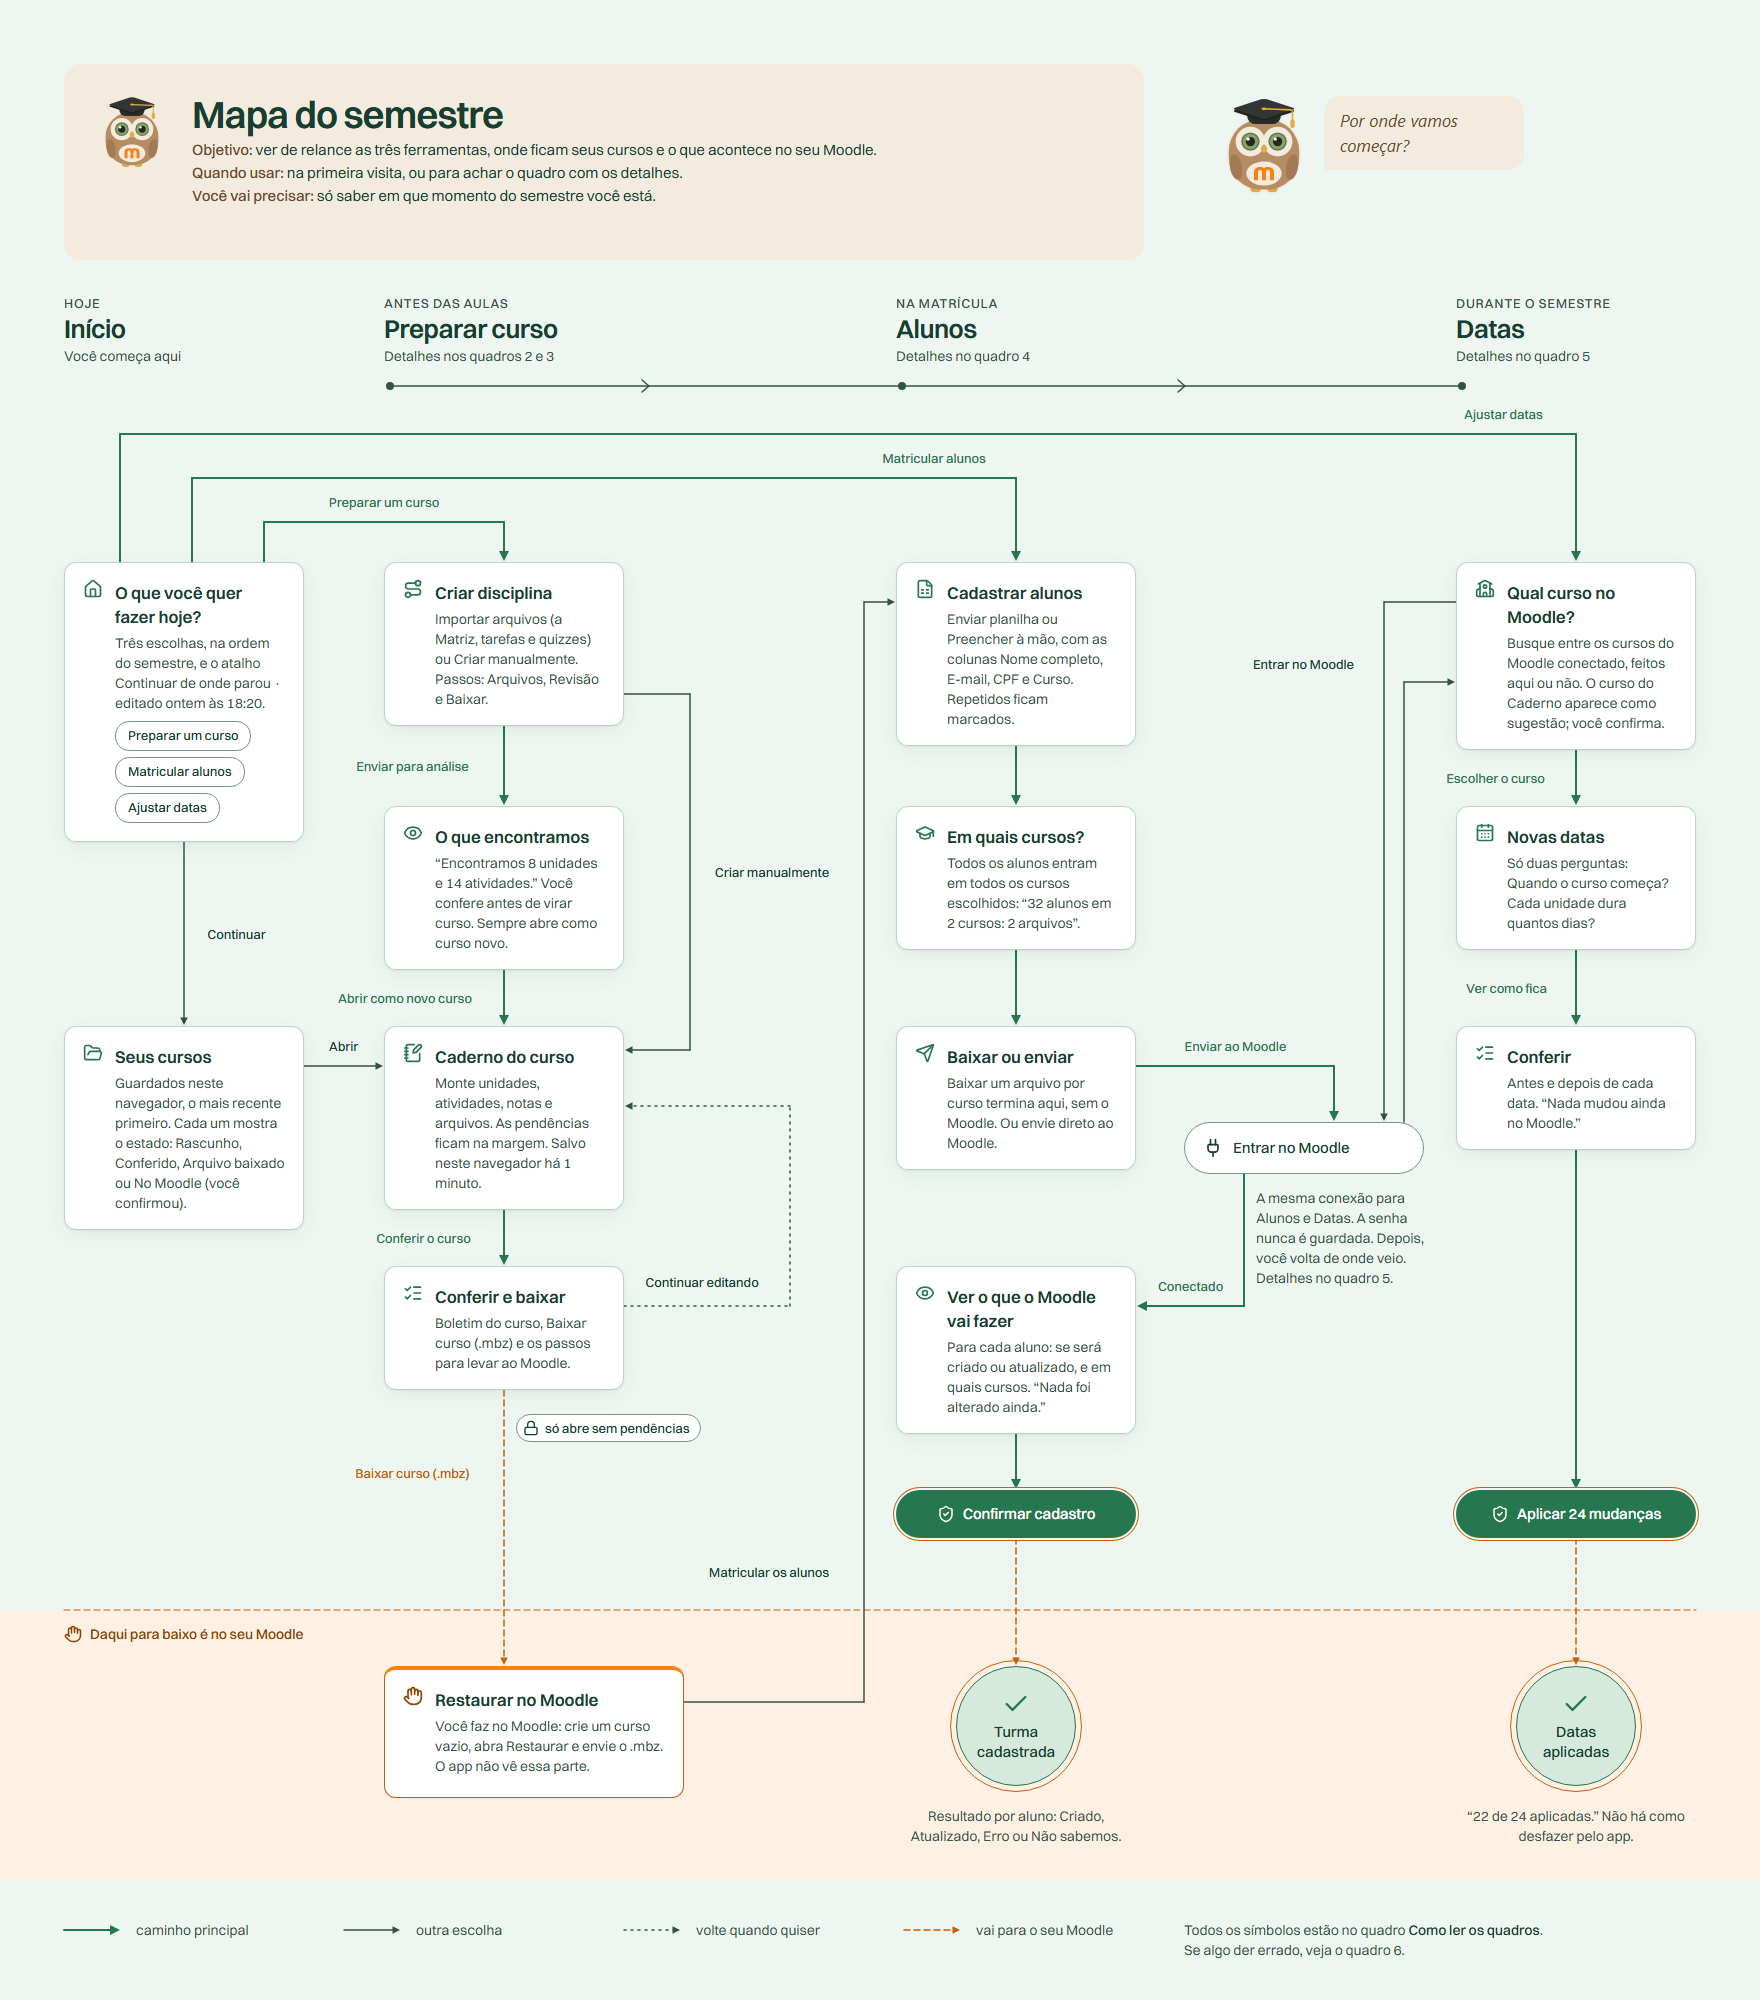 Mapa do semestre
Objetivo: ver de relance as três ferramentas, onde ficam seus cursos e o que acontece no seu Moodle.
Quando usar: na primeira visita, ou para achar o quadro com os detalhes.
Você vai precisar: só saber em que momento do semestre você está.
m
m
Por onde vamos
começar?
HOJE
Início
Você começa aqui
ANTES DAS AULAS
Preparar curso
Detalhes nos quadros 2 e 3
NA MATRÍCULA
Alunos
Detalhes no quadro 4
DURANTE O SEMESTRE
Datas
Detalhes no quadro 5
Ajustar datas
Matricular alunos
Preparar um curso
O que você quer
fazer hoje?
Três escolhas, na ordem
do semestre, e o atalho
Continuar de onde parou ·
editado ontem às 18:20.
Preparar um curso
Matricular alunos
Ajustar datas
Continuar
Seus cursos
Guardados neste
navegador, o mais recente
primeiro. Cada um mostra
o estado: Rascunho,
Conferido, Arquivo baixado
ou No Moodle (você
confirmou).
Abrir
Criar disciplina
Importar arquivos (a
Matriz, tarefas e quizzes)
ou Criar manualmente.
Passos: Arquivos, Revisão
e Baixar.
Enviar para análise
Criar manualmente
O que encontramos
“Encontramos 8 unidades
e 14 atividades.” Você
confere antes de virar
curso. Sempre abre como
curso novo.
Abrir como novo curso
Caderno do curso
Monte unidades,
atividades, notas e
arquivos. As pendências
ficam na margem. Salvo
neste navegador há 1
minuto.
Conferir o curso
Continuar editando
Conferir e baixar
Boletim do curso, Baixar
curso (.mbz) e os passos
para levar ao Moodle.
só abre sem pendências
Baixar curso (.mbz)
Matricular os alunos
Cadastrar alunos
Enviar planilha ou
Preencher à mão, com as
colunas Nome completo,
E-mail, CPF e Curso.
Repetidos ficam
marcados.
Em quais cursos?
Todos os alunos entram
em todos os cursos
escolhidos: “32 alunos em
2 cursos: 2 arquivos”.
Baixar ou enviar
Baixar um arquivo por
curso termina aqui, sem o
Moodle. Ou envie direto ao
Moodle.
Enviar ao Moodle
Entrar no Moodle
Entrar no Moodle
A mesma conexão para
Alunos e Datas. A senha
nunca é guardada. Depois,
você volta de onde veio.
Detalhes no quadro 5.
Conectado
Ver o que o Moodle
vai fazer
Para cada aluno: se será
criado ou atualizado, e em
quais cursos. “Nada foi
alterado ainda.”
Confirmar cadastro
Qual curso no
Moodle?
Busque entre os cursos do
Moodle conectado, feitos
aqui ou não. O curso do
Caderno aparece como
sugestão; você confirma.
Escolher o curso
Novas datas
Só duas perguntas:
Quando o curso começa?
Cada unidade dura
quantos dias?
Ver como fica
Conferir
Antes e depois de cada
data. “Nada mudou ainda
no Moodle.”
Aplicar 24 mudanças
Daqui para baixo é no seu Moodle
Restaurar no Moodle
Você faz no Moodle: crie um curso
vazio, abra Restaurar e envie o .mbz.
O app não vê essa parte.
Turma
cadastrada
Resultado por aluno: Criado,
Atualizado, Erro ou Não sabemos.
Datas
aplicadas
“22 de 24 aplicadas.” Não há como
desfazer pelo app.
caminho principal
outra escolha
volte quando quiser
vai para o seu Moodle
Todos os símbolos estão no quadro Como ler os quadros.
Se algo der errado, veja o quadro 6.